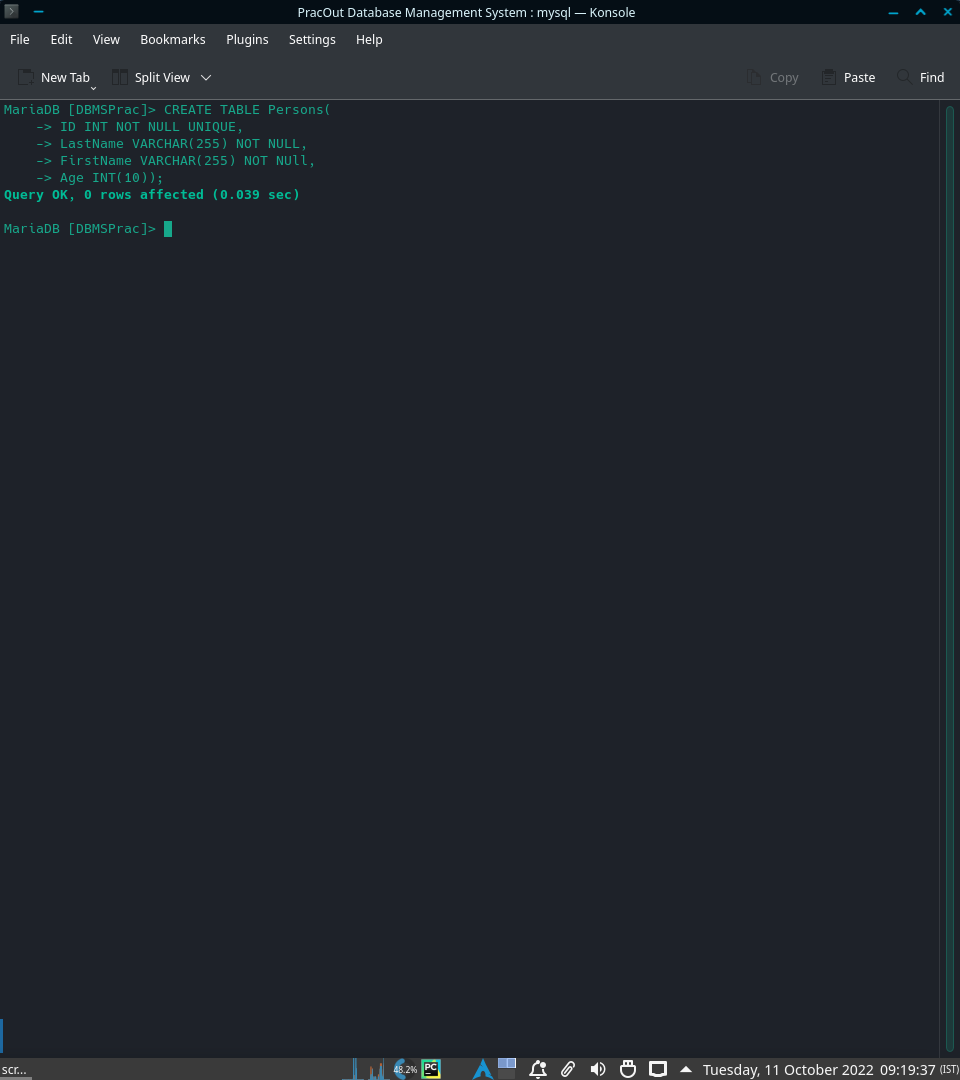 PracOut Database Management System : mysql — Konsole
File Edit View Bookmarks Plugins Settings Help
New Tab Split View Copy Paste Find
MariaDB [DBMSPrac]> CREATE TABLE Persons(
-> ID INT NOT NULL UNIQUE,
-> LastName VARCHAR(255) NOT NULL,
-> FirstName VARCHAR(255) NOT NUll,
-> Age INT(10));
Query OK, 0 rows affected (0.039 sec)
MariaDB [DBMSPrac]>
scr... 48.2% PC Tuesday, 11 October 2022 09:19:37 (IST)